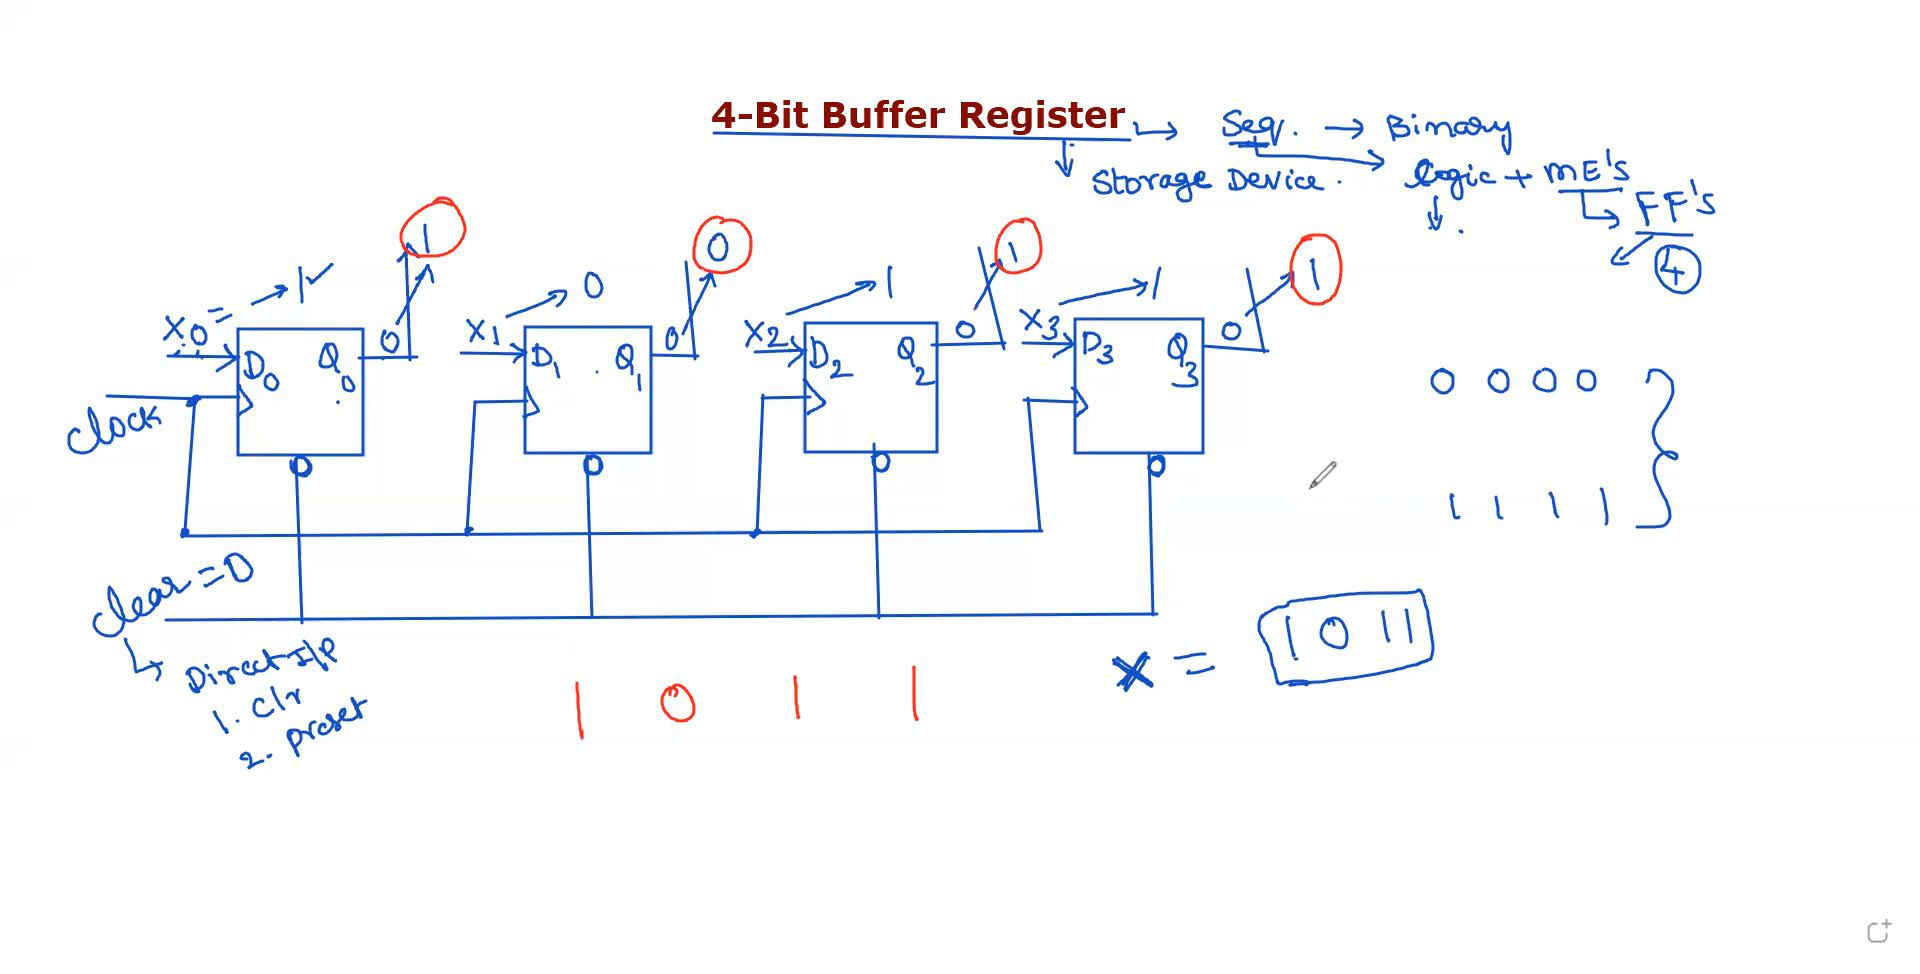 4-Bit Buffer Register → Seq. → Binary
Storage Device.
logic + ME's
FF's
4
1 0 1 1
1 0 1 1
X0 = X1 X2 X3
0 0 0 0
D0 Q0 D1 Q1 D2 Q2 D3 Q3
0 0 0 0
clock
1 1 1 1
clear = 0
Direct I/P
1. Clr
2. preset
1 0 1 1
X = 1 0 1 1